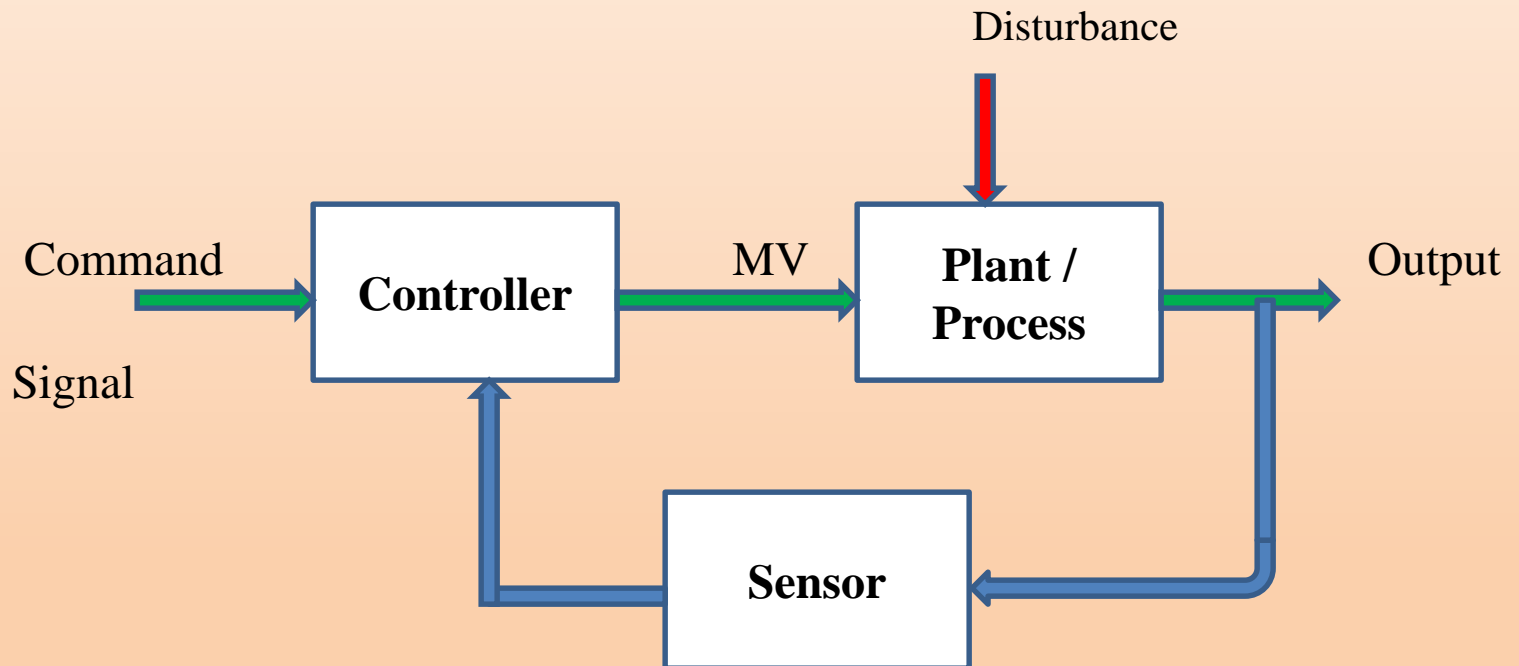 Disturbance
Command
Signal
Controller
MV
Plant /
Process
Output
Sensor